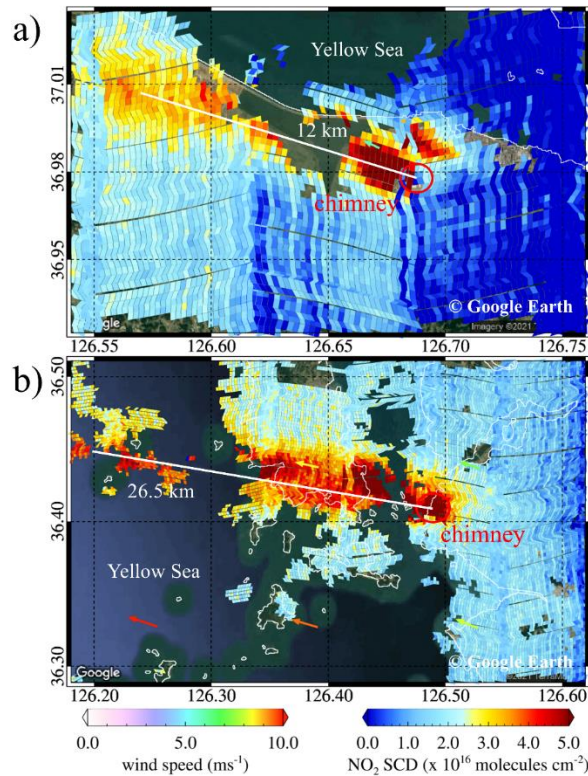 a)
Yellow Sea
37.01
12 km
36.98
chimney
36.95
© Google Earth
Google
Imagery ©2021
126.55 126.60 126.65 126.70 126.75
b)
36.50
26.5 km
36.40
chimney
Yellow Sea
36.30
© Google Earth
Google
126.20 126.30 126.40 126.50 126.60
0.0 5.0 10.0 0.0 1.0 2.0 3.0 4.0 5.0
wind speed (ms⁻¹) NO₂ SCD (x 10¹⁶ molecules cm⁻²)